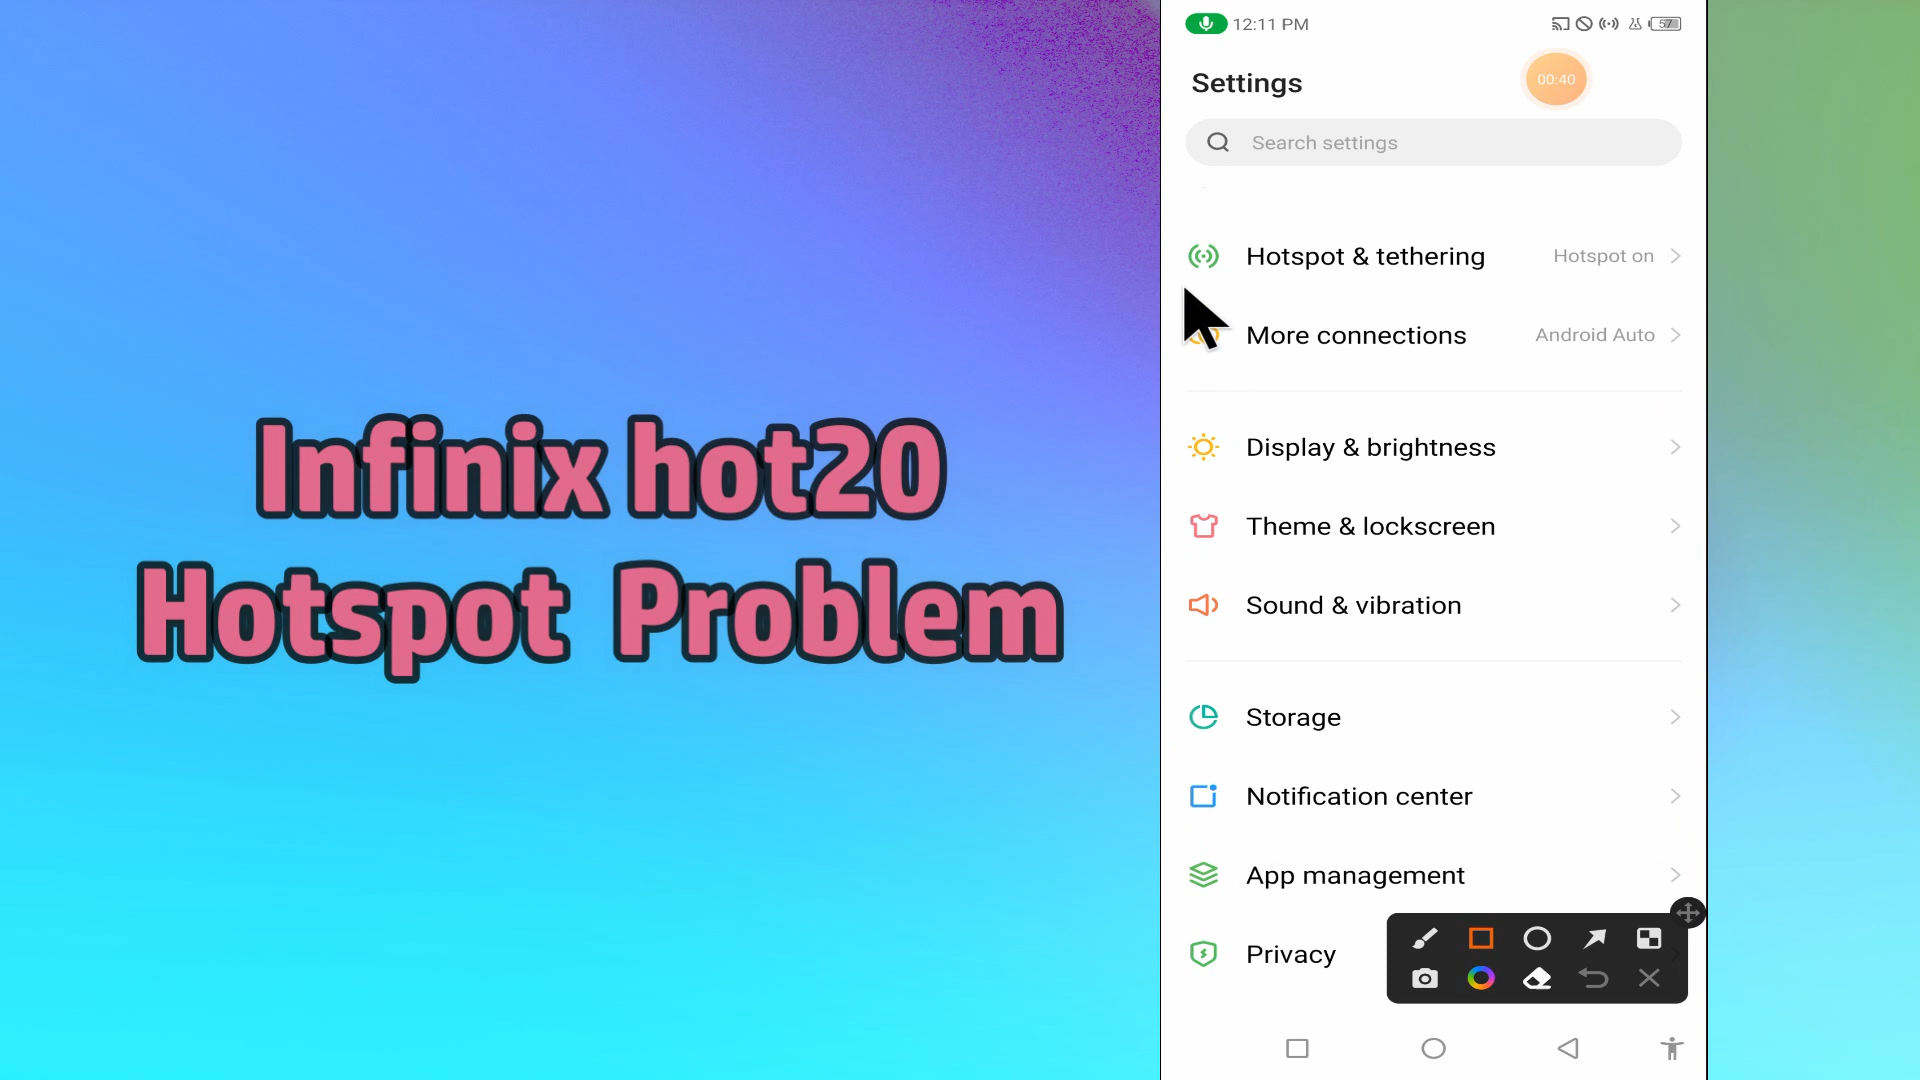 12:11 PM
57
Settings
00:40
Search settings
Hotspot & tethering
Hotspot on
More connections
Android Auto
Display & brightness
Theme & lockscreen
Sound & vibration
Storage
Notification center
App management
Privacy
Infinix hot20
Hotspot Problem